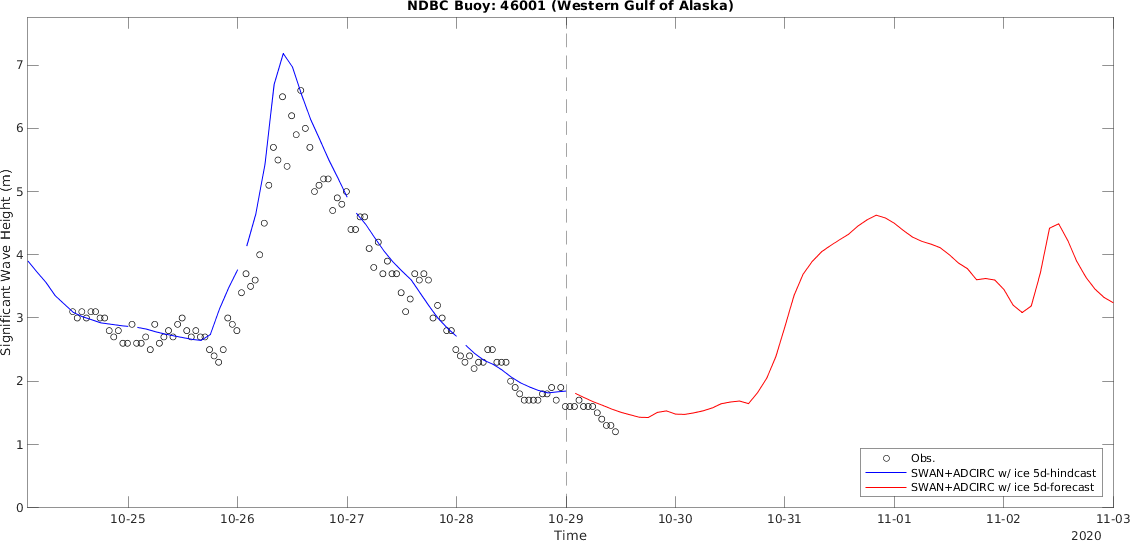 NDBC Buoy: 46001 (Western Gulf of Alaska)
Significant Wave Height (m)
7
6
5
4
3
2
1
0
Obs.
SWAN+ADCIRC w/ ice 5d-hindcast
SWAN+ADCIRC w/ ice 5d-forecast
10-25 10-26 10-27 10-28 10-29 10-30 10-31 11-01 11-02 11-03
Time
2020